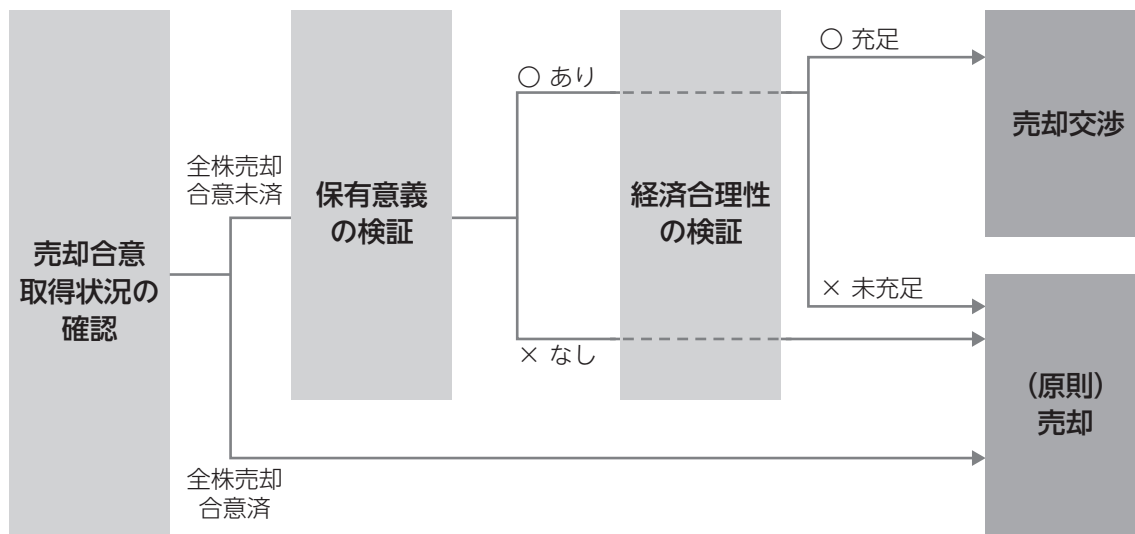 売却合意
取得状況の
確認
全株売却
合意未済
全株売却
合意済
保有意義
の検証
○ あり
× なし
経済合理性
の検証
○ 充足
× 未充足
売却交渉
（原則）
売却